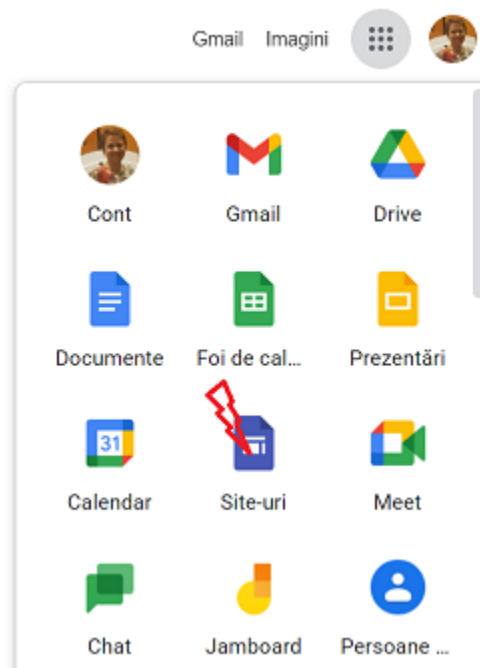 Gmail Imagini
Cont Gmail Drive
Documente Foi de cal... Prezentări
31
Calendar Site-uri Meet
Chat Jamboard Persoane ...